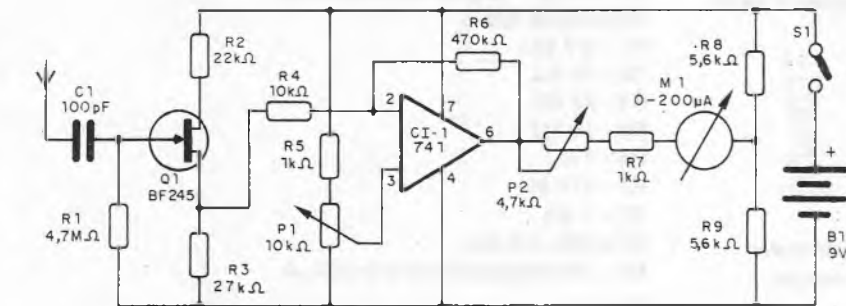 C1
100pF
R1
4,7MΩ
Q1
BF245
R2
22kΩ
R3
27kΩ
R4
10kΩ
R5
1kΩ
P1
10kΩ
R6
470kΩ
2
3
7
CI-1
741
6
4
P2
4,7kΩ
R7
1kΩ
M1
0-200µA
R8
5,6kΩ
R9
5,6kΩ
S1
+
B1
9V